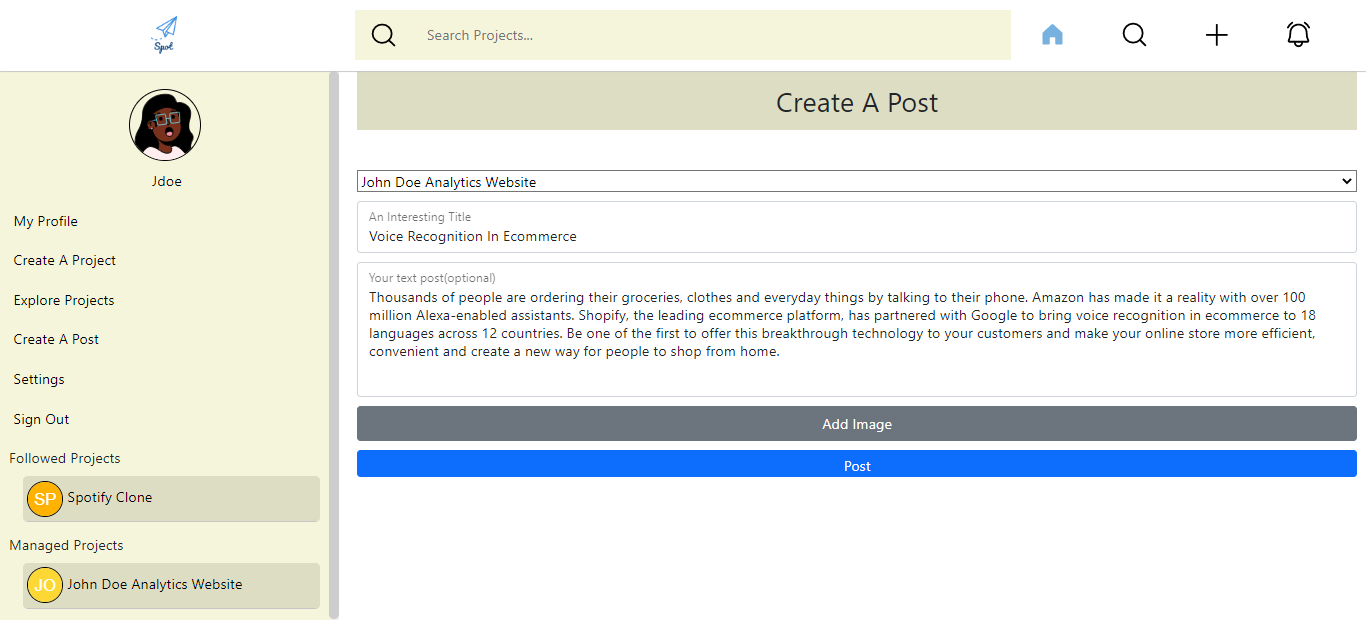 Spot
Search Projects...
Jdoe
My Profile
Create A Project
Explore Projects
Create A Post
Settings
Sign Out
Followed Projects
SP Spotify Clone
Managed Projects
JO John Doe Analytics Website
Create A Post
John Doe Analytics Website
An Interesting Title
Voice Recognition In Ecommerce
Your text post(optional)
Thousands of people are ordering their groceries, clothes and everyday things by talking to their phone. Amazon has made it a reality with over 100
million Alexa-enabled assistants. Shopify, the leading ecommerce platform, has partnered with Google to bring voice recognition in ecommerce to 18
languages across 12 countries. Be one of the first to offer this breakthrough technology to your customers and make your online store more efficient,
convenient and create a new way for people to shop from home.
Add Image
Post